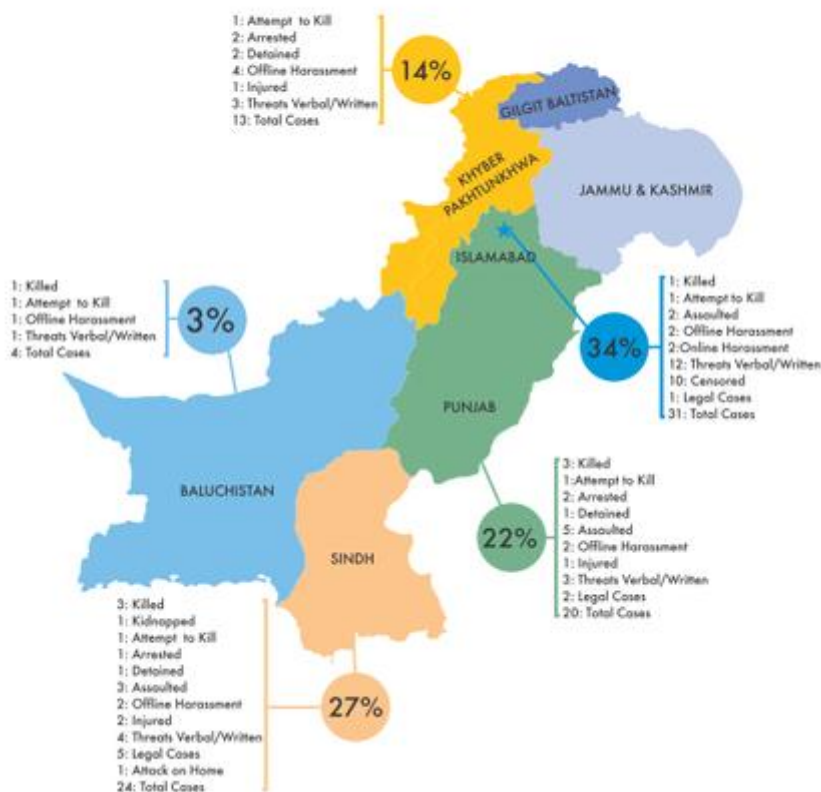 1: Attempt to Kill
2: Arrested
2: Detained
4: Offline Harassment
1: Injured
3: Threats Verbal/Written
13: Total Cases
14%
GILGIT BALTISTAN
KHYBER
PAKHTUNKHWA
JAMMU & KASHMIR
ISLAMABAD
1: Killed
1: Attempt to Kill
1: Offline Harassment
1: Threats Verbal/Written
4: Total Cases
3%
1: Killed
1: Attempt to Kill
2: Assaulted
2: Offline Harassment
2:Online Harassment
12: Threats Verbal/Written
10: Censored
1: Legal Cases
31: Total Cases
34%
PUNJAB
BALUCHISTAN
SINDH
3: Killed
1:Attempt to Kill
2: Arrested
1: Detained
5: Assaulted
2: Offline Harassment
1: Injured
3: Threats Verbal/Written
2: Legal Cases
20: Total Cases
22%
3: Killed
1: Kidnapped
1: Attempt to Kill
1: Arrested
1: Detained
3: Assaulted
2: Offline Harassment
2: Injured
4: Threats Verbal/Written
5: Legal Cases
1: Attack on Home
24: Total Cases
27%